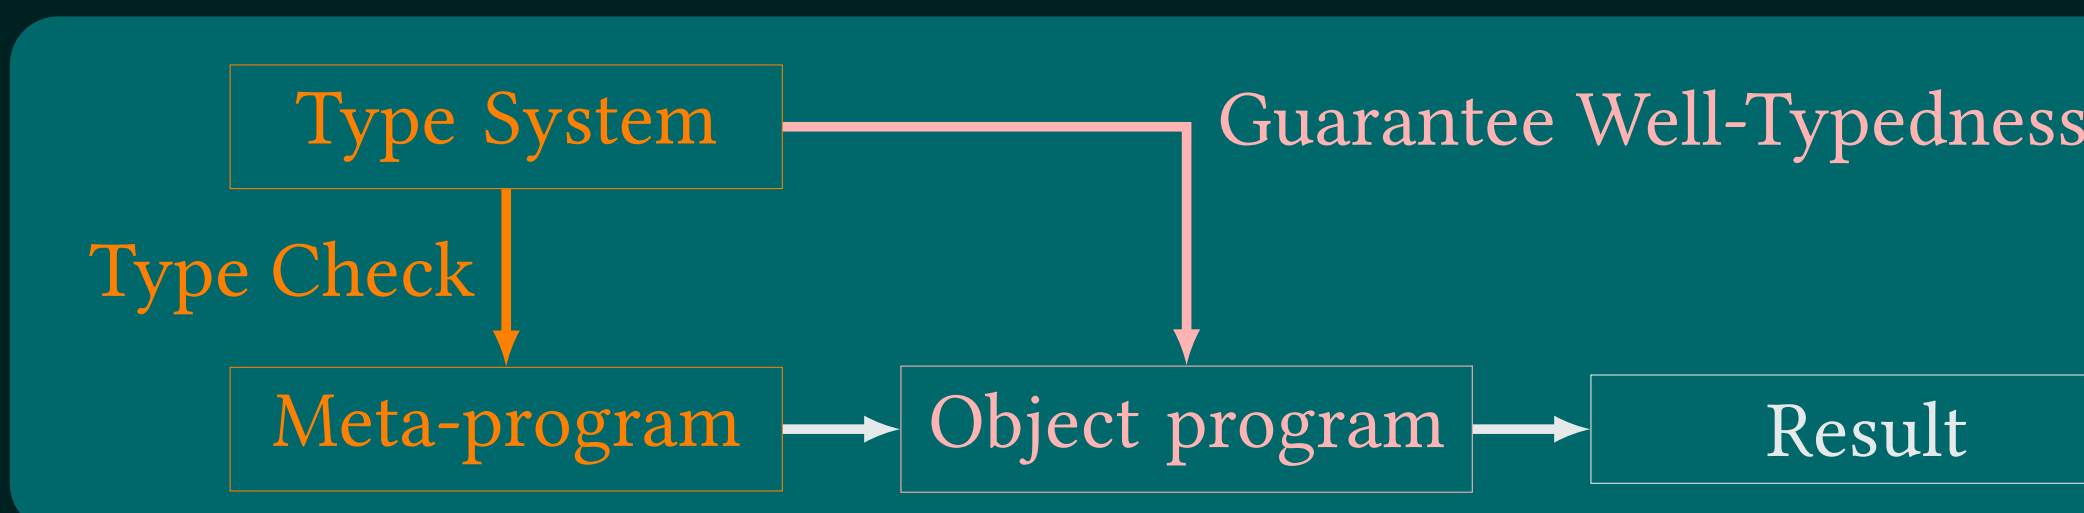 Type System
Guarantee Well-Typedness
Type Check
Meta-program
Object program
Result